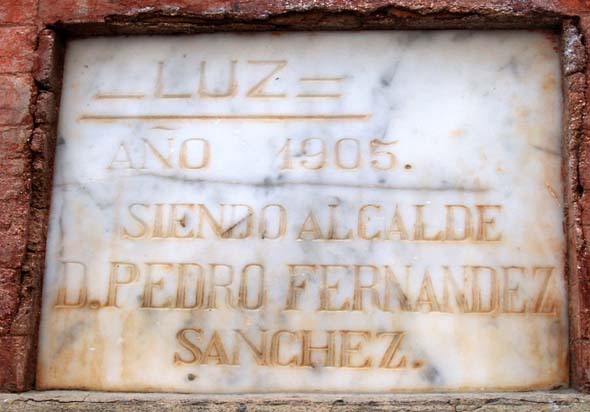 LUZ
AÑO 1905.
SIENDO ALCALDE
D. PEDRO FERNANDEZ
SANCHEZ.